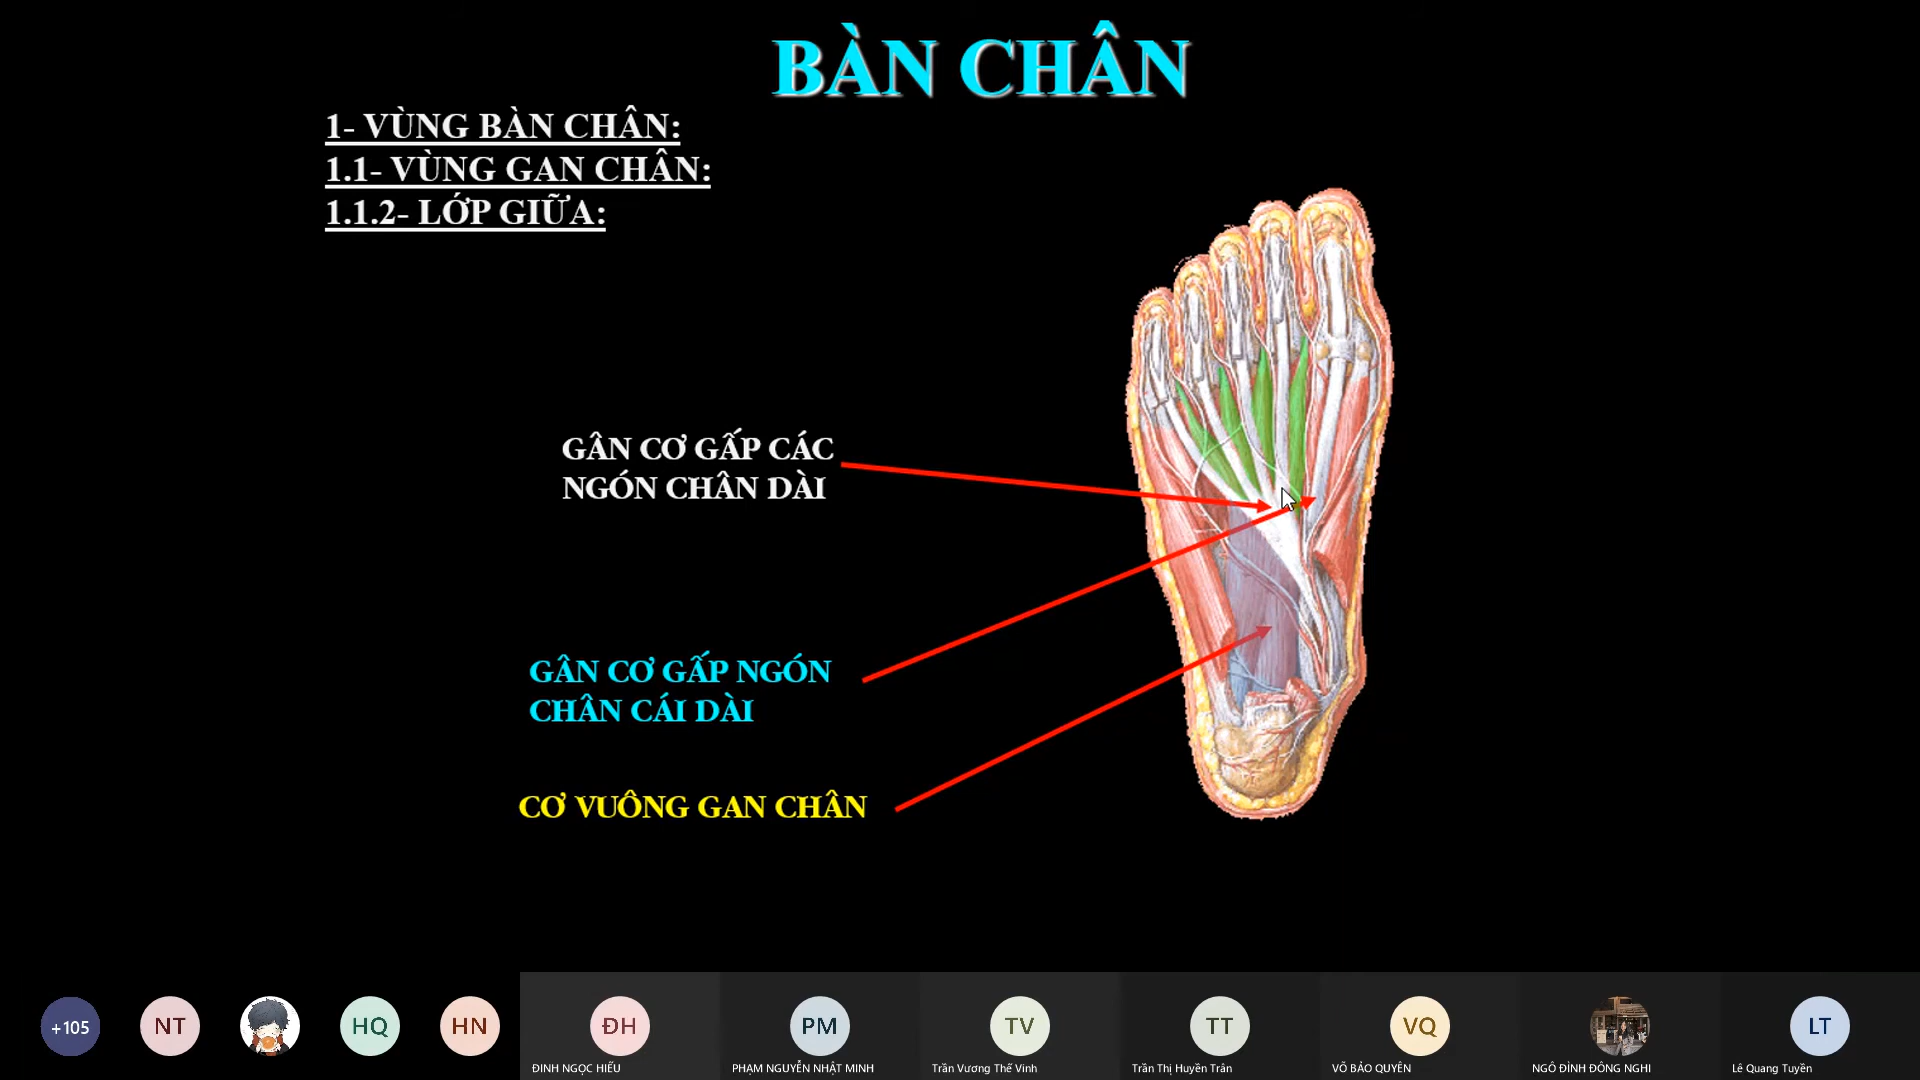 BÀN CHÂN
1- VÙNG BÀN CHÂN:
1.1- VÙNG GAN CHÂN:
1.1.2- LỚP GIỮA:
GÂN CƠ GẤP CÁC
NGÓN CHÂN DÀI
GÂN CƠ GẤP NGÓN
CHÂN CÁI DÀI
CƠ VUÔNG GAN CHÂN
+105
NT
HQ
HN
ĐH
PM
TV
TT
VQ
LT
ĐINH NGỌC HIẾU
PHẠM NGUYỄN NHẬT MINH
Trần Vương Thế Vinh
Trần Thị Huyền Trân
VÕ BẢO QUYÊN
NGÔ ĐÌNH ĐÔNG NGHI
Lê Quang Tuyền